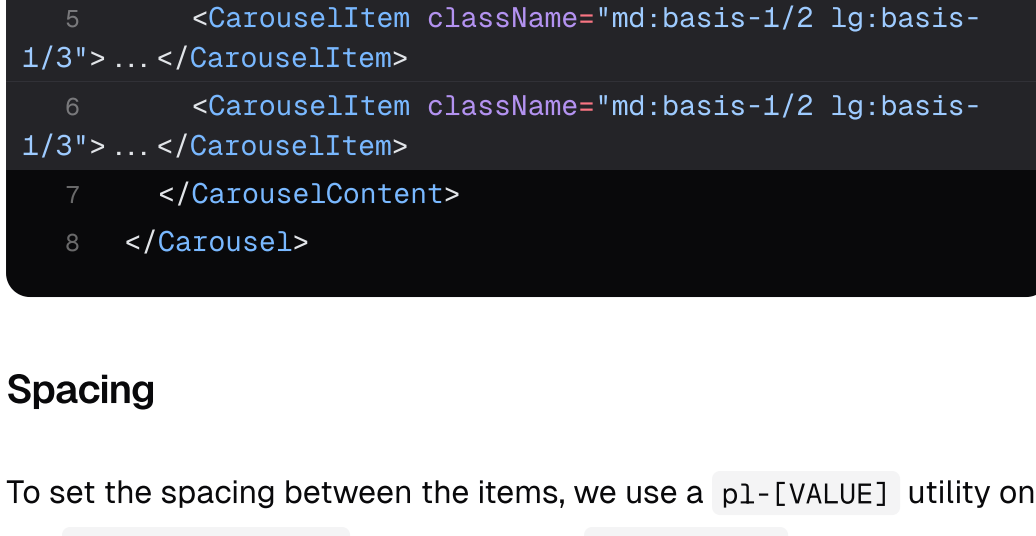 5 <CarouselItem className="md:basis-1/2 lg:basis-
1/3">...</CarouselItem>
6 <CarouselItem className="md:basis-1/2 lg:basis-
1/3">...</CarouselItem>
7 </CarouselContent>
8 </Carousel>
Spacing
To set the spacing between the items, we use a pl-[VALUE] utility on